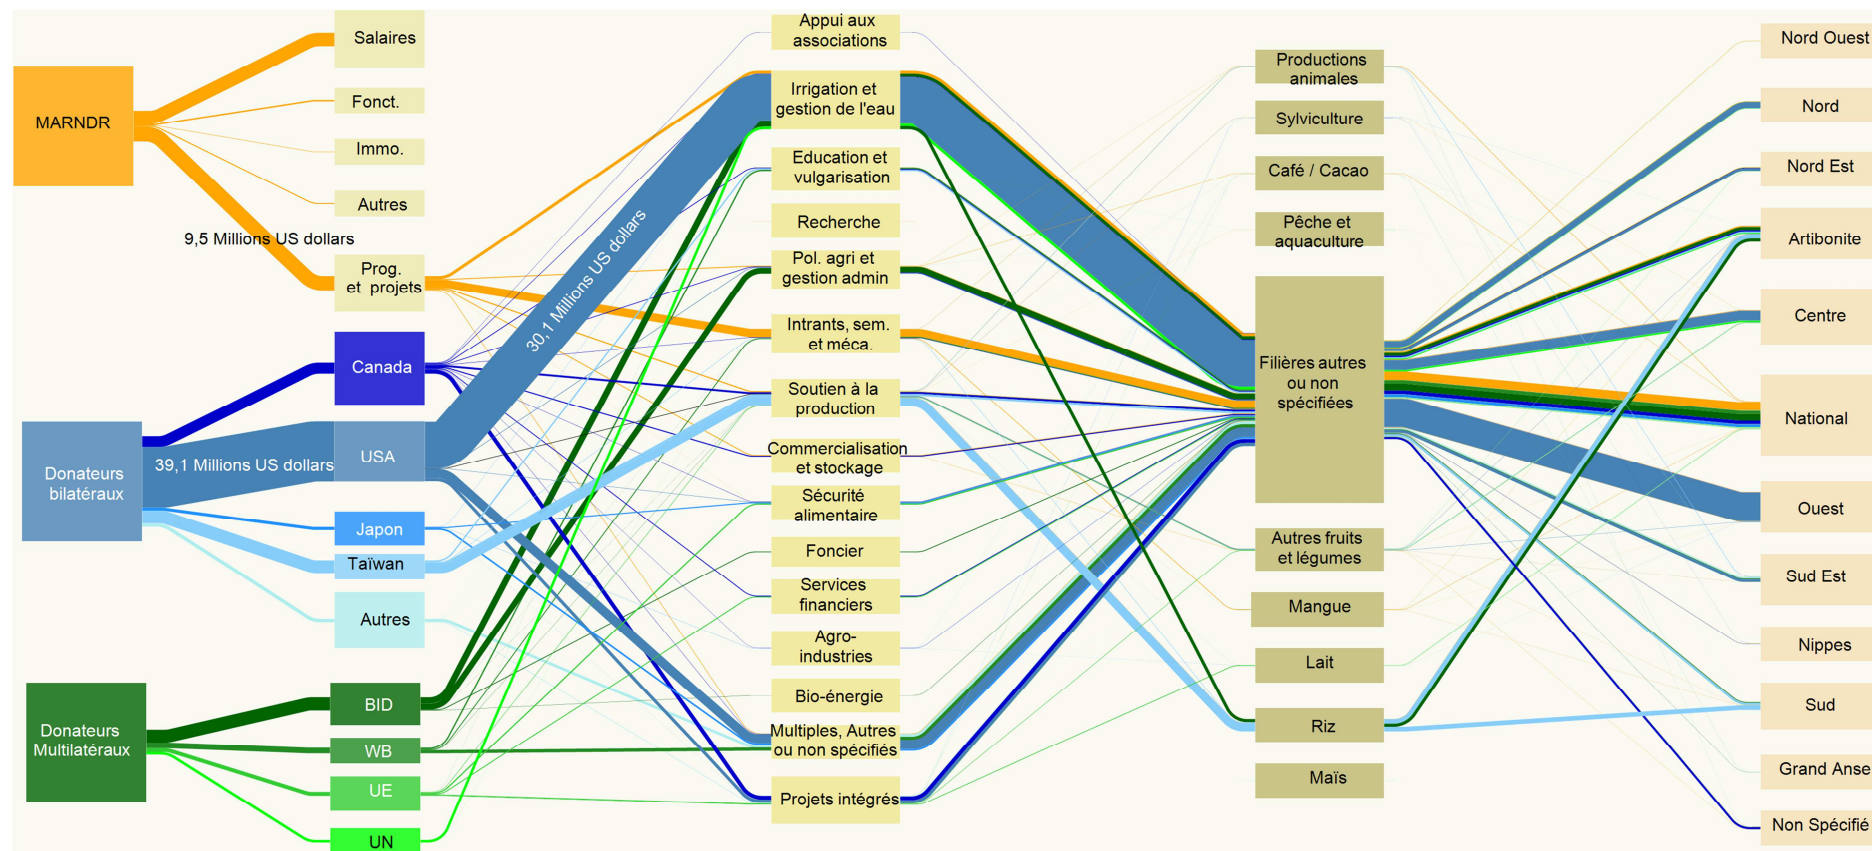 MARNDR
Donateurs
bilatéraux
Donateurs
Multilatéraux
9,5 Millions US dollars
39,1 Millions US dollars
30,1 Millions US dollars
Salaires
Fonct.
Immo.
Autres
Prog.
et projets
Canada
USA
Japon
Taïwan
Autres
BID
WB
UE
UN
Appui aux
associations
Irrigation et
gestion de l'eau
Education et
vulgarisation
Recherche
Pol. agri et
gestion admin
Intrants, sem.
et méca.
Soutien à la
production
Commercialisation
et stockage
Sécurité
alimentaire
Foncier
Services
financiers
Agro-
industries
Bio-énergie
Multiples, Autres
ou non spécifiés
Projets intégrés
Productions
animales
Sylviculture
Café / Cacao
Pêche et
aquaculture
Filières autres
ou non
spécifiées
Autres fruits
et légumes
Mangue
Lait
Riz
Maïs
Nord Ouest
Nord
Nord Est
Artibonite
Centre
National
Ouest
Sud Est
Nippes
Sud
Grand Anse
Non Spécifié